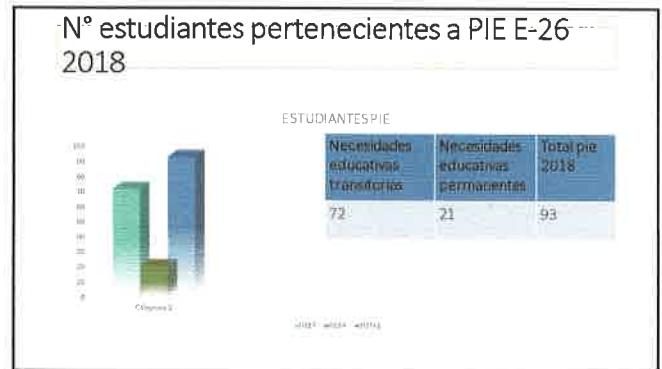 N° estudiantes pertenecientes a PIE E-26
2018
ESTUDIANTES PIE
Necesidades educativas transitorias
Necesidades educativas permanentes
Total pie 2018
72
21
93